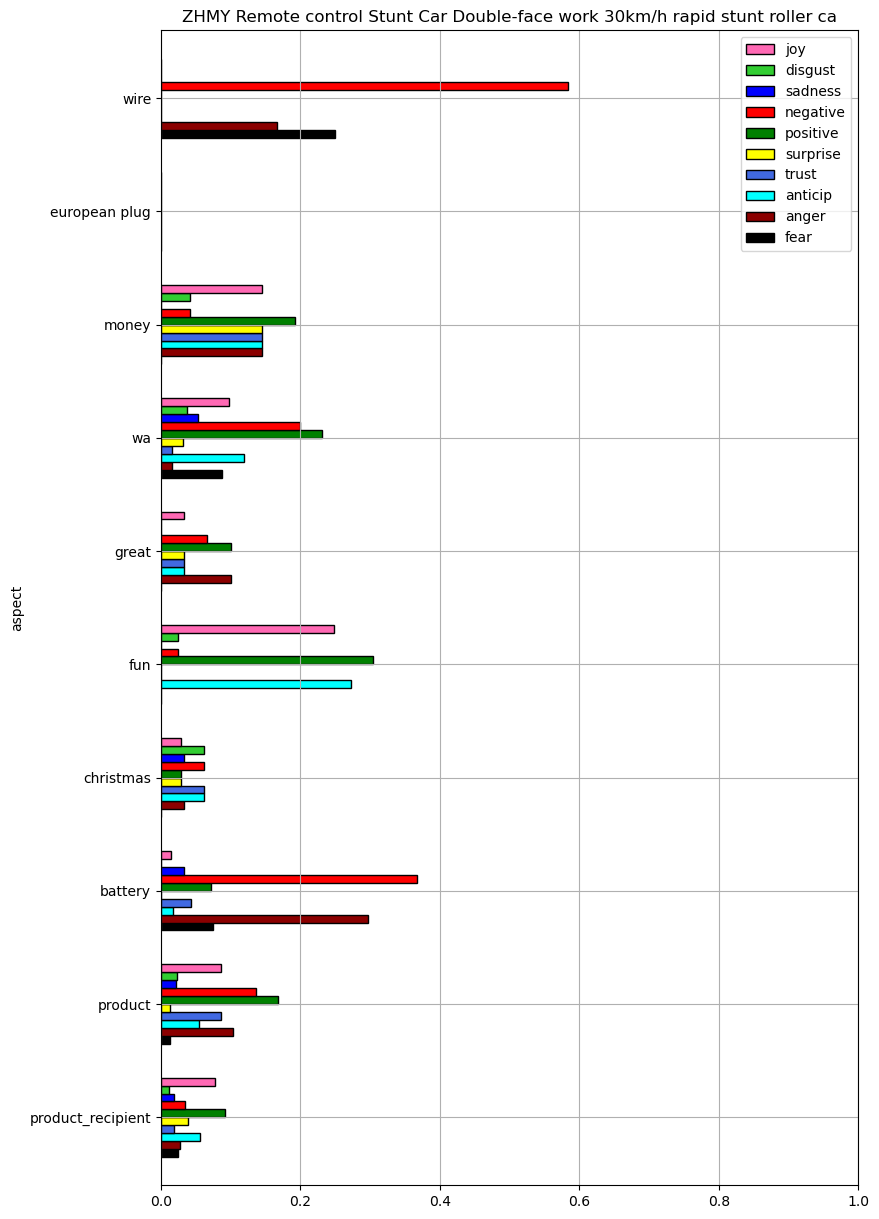 ZHMY Remote control Stunt Car Double-face work 30km/h rapid stunt roller ca
joy
disgust
sadness
negative
positive
surprise
trust
anticip
anger
fear
wire
european plug
money
wa
great
fun
christmas
battery
product
product_recipient
aspect
0.0 0.2 0.4 0.6 0.8 1.0